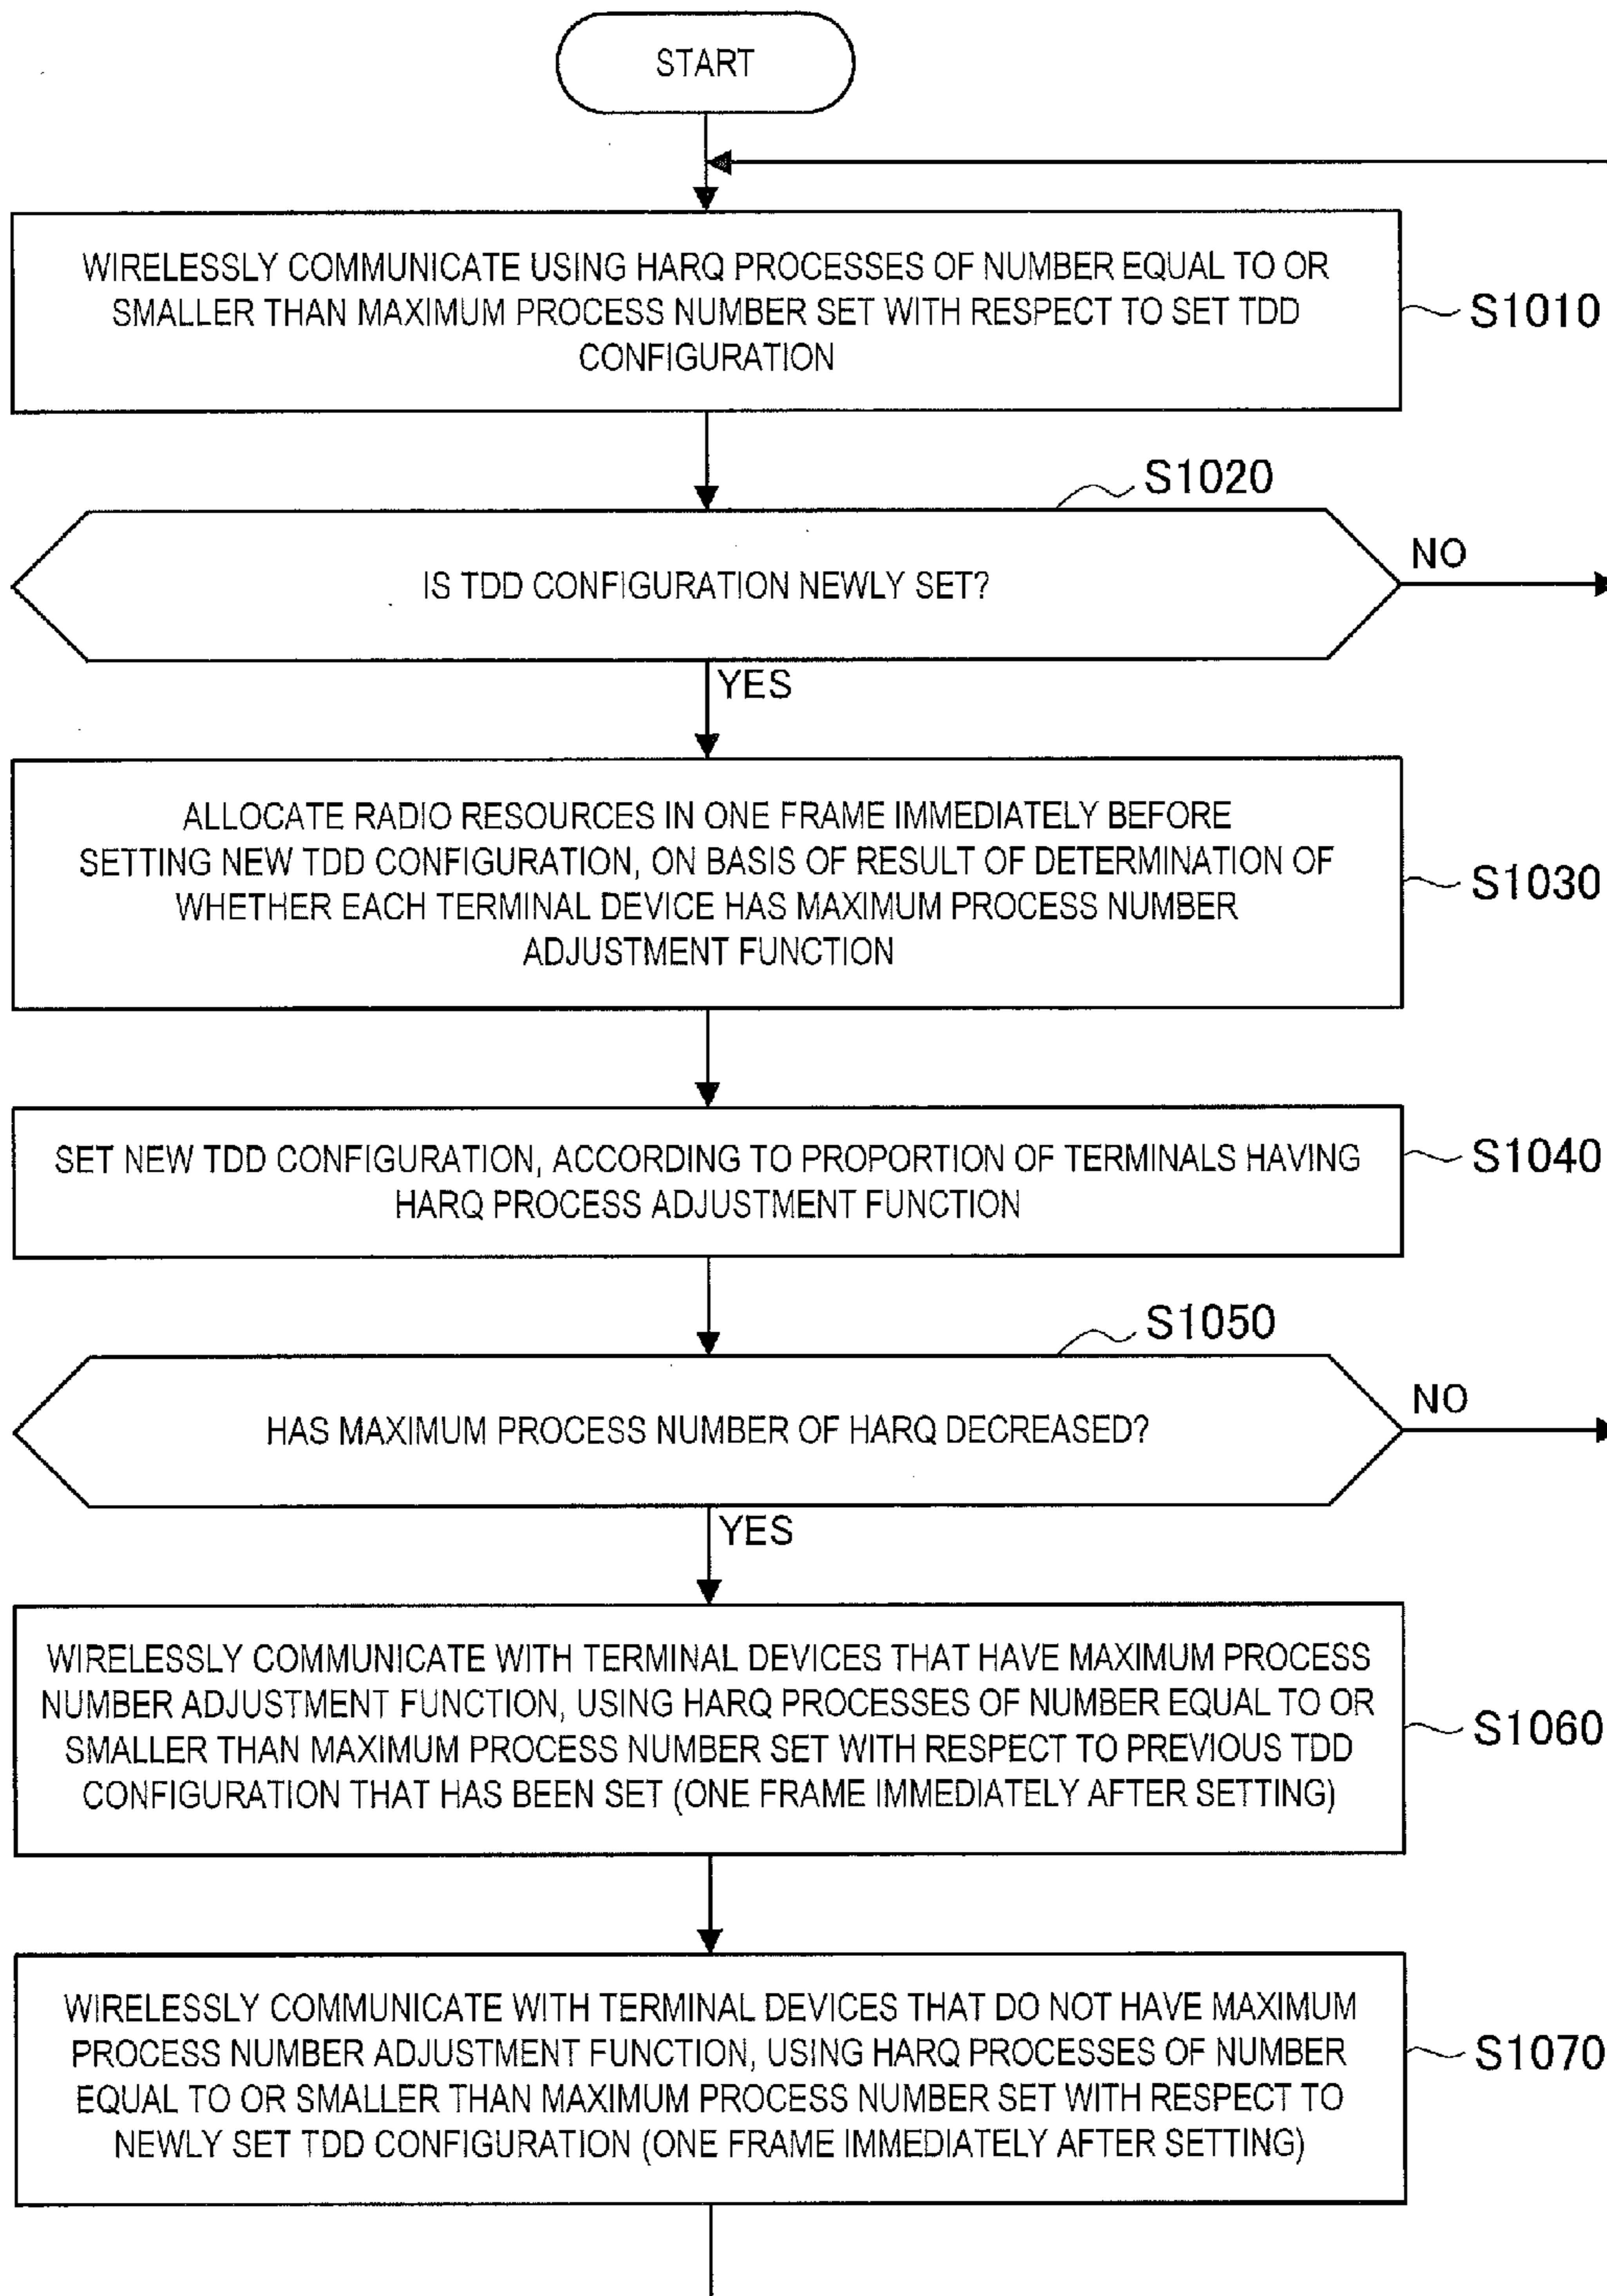 START
WIRELESSLY COMMUNICATE USING HARQ PROCESSES OF NUMBER EQUAL TO OR
SMALLER THAN MAXIMUM PROCESS NUMBER SET WITH RESPECT TO SET TDD
CONFIGURATION
S1010
S1020
IS TDD CONFIGURATION NEWLY SET?
NO
YES
ALLOCATE RADIO RESOURCES IN ONE FRAME IMMEDIATELY BEFORE
SETTING NEW TDD CONFIGURATION, ON BASIS OF RESULT OF DETERMINATION OF
WHETHER EACH TERMINAL DEVICE HAS MAXIMUM PROCESS NUMBER
ADJUSTMENT FUNCTION
S1030
SET NEW TDD CONFIGURATION, ACCORDING TO PROPORTION OF TERMINALS HAVING
HARQ PROCESS ADJUSTMENT FUNCTION
S1040
S1050
HAS MAXIMUM PROCESS NUMBER OF HARQ DECREASED?
NO
YES
WIRELESSLY COMMUNICATE WITH TERMINAL DEVICES THAT HAVE MAXIMUM PROCESS
NUMBER ADJUSTMENT FUNCTION, USING HARQ PROCESSES OF NUMBER EQUAL TO OR
SMALLER THAN MAXIMUM PROCESS NUMBER SET WITH RESPECT TO PREVIOUS TDD
CONFIGURATION THAT HAS BEEN SET (ONE FRAME IMMEDIATELY AFTER SETTING)
S1060
WIRELESSLY COMMUNICATE WITH TERMINAL DEVICES THAT DO NOT HAVE MAXIMUM
PROCESS NUMBER ADJUSTMENT FUNCTION, USING HARQ PROCESSES OF NUMBER
EQUAL TO OR SMALLER THAN MAXIMUM PROCESS NUMBER SET WITH RESPECT TO
NEWLY SET TDD CONFIGURATION (ONE FRAME IMMEDIATELY AFTER SETTING)
S1070